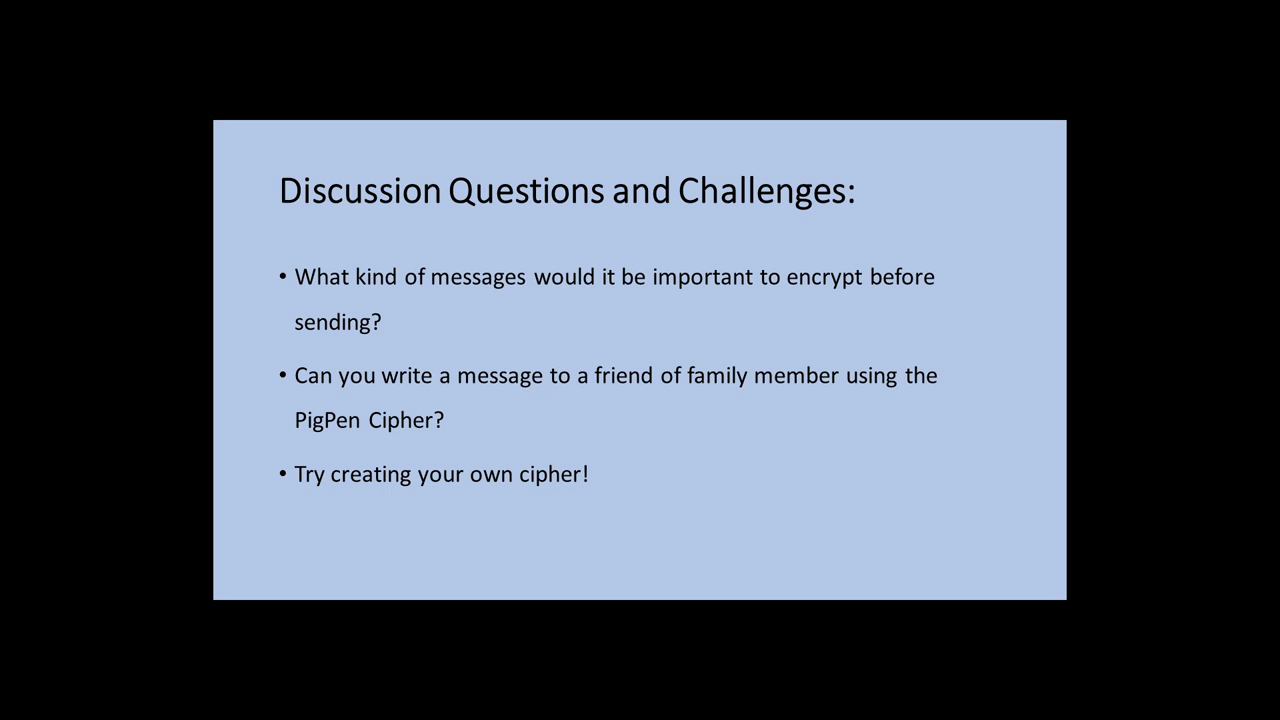 Discussion Questions and Challenges:
• What kind of messages would it be important to encrypt before
sending?
• Can you write a message to a friend of family member using the
PigPen Cipher?
• Try creating your own cipher!